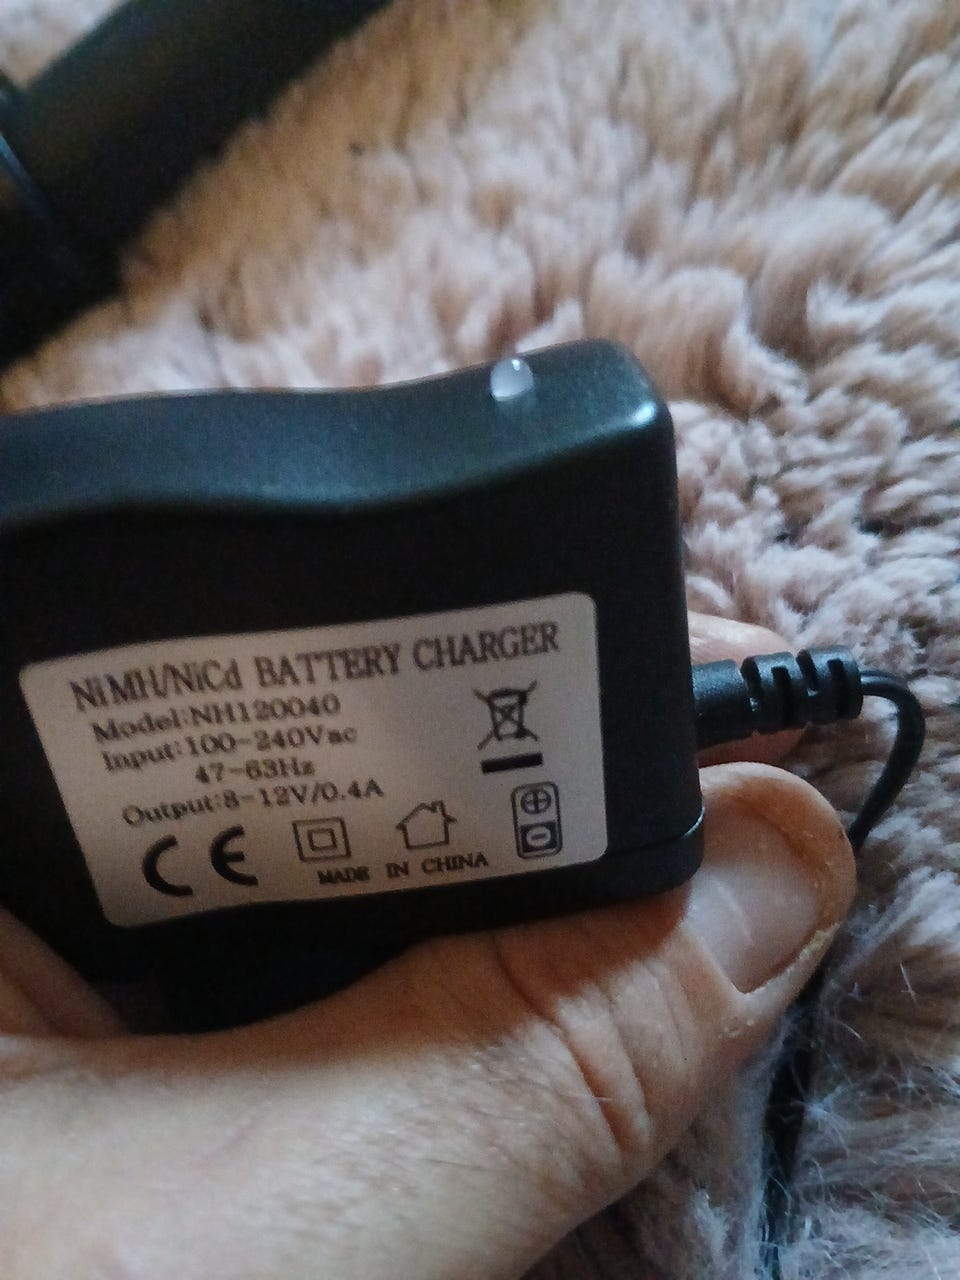 NiMH/NiCd BATTERY CHARGER
Model:NH120040
Input:100-240Vac
47-63Hz
Output:8-12V/0.4A
CE
MADE IN CHINA